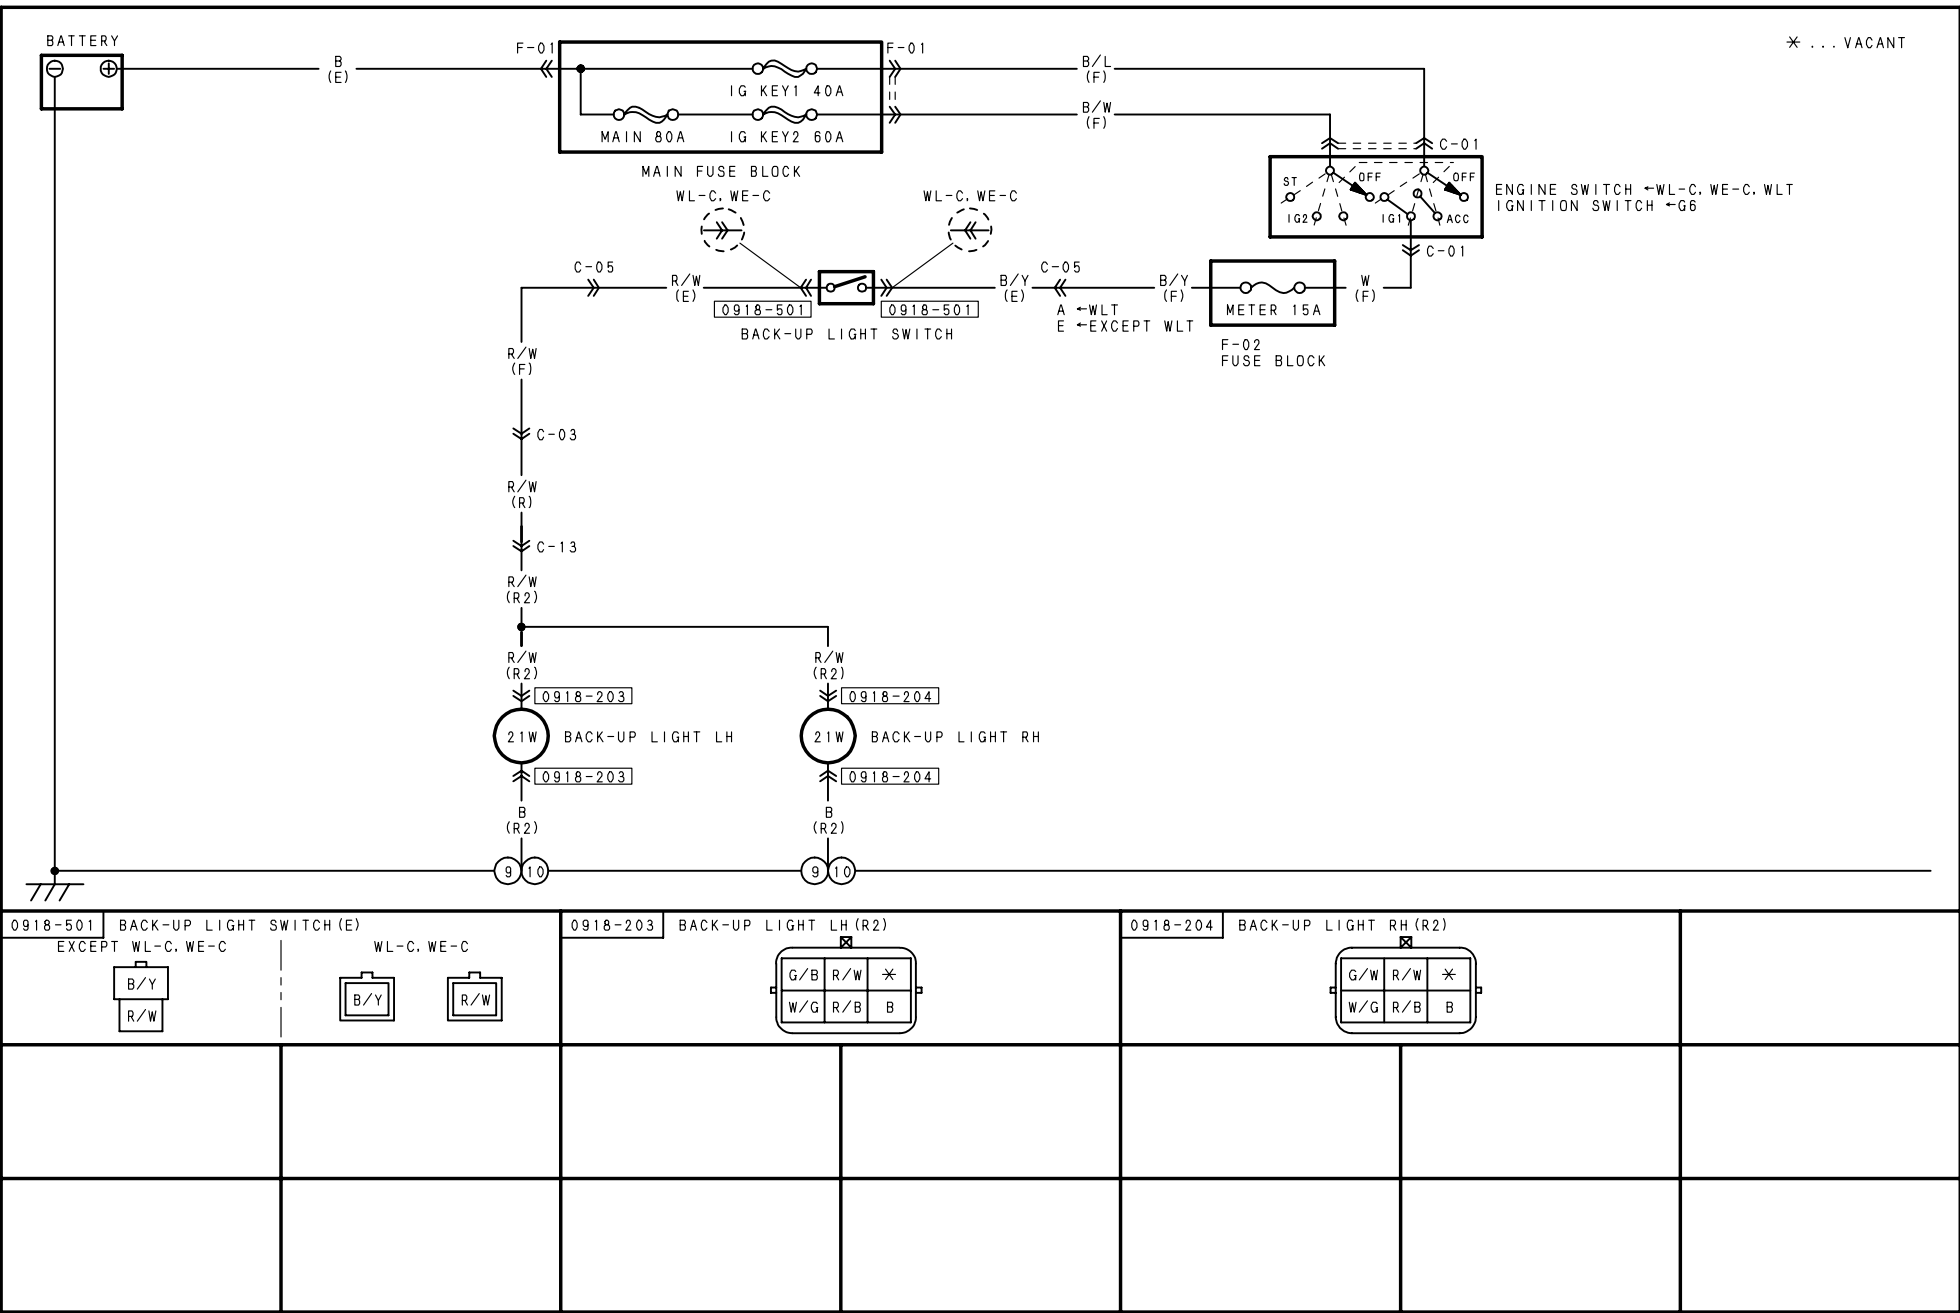 BATTERY
* ... VACANT
B
(E)
F-01
F-01
IG KEY1 40A
MAIN 80A
IG KEY2 60A
MAIN FUSE BLOCK
B/L
(F)
B/W
(F)
C-01
ST
OFF
OFF
IG2
IG1
ACC
ENGINE SWITCH ←WL-C, WE-C, WLT
IGNITION SWITCH ←G6
C-01
WL-C, WE-C
WL-C, WE-C
C-05
R/W
(E)
0918-501
0918-501
BACK-UP LIGHT SWITCH
B/Y
(E)
C-05
A ←WLT
E ←EXCEPT WLT
B/Y
(F)
METER 15A
F-02
FUSE BLOCK
W
(F)
R/W
(F)
C-03
R/W
(R)
C-13
R/W
(R2)
R/W
(R2)
R/W
(R2)
0918-203
0918-204
21W
BACK-UP LIGHT LH
21W
BACK-UP LIGHT RH
0918-203
0918-204
B
(R2)
B
(R2)
9
10
9
10
0918-501 BACK-UP LIGHT SWITCH(E)
EXCEPT WL-C, WE-C
WL-C, WE-C
B/Y
R/W
B/Y
R/W
0918-203 BACK-UP LIGHT LH(R2)
G/B R/W *
W/G R/B B
0918-204 BACK-UP LIGHT RH(R2)
G/W R/W *
W/G R/B B